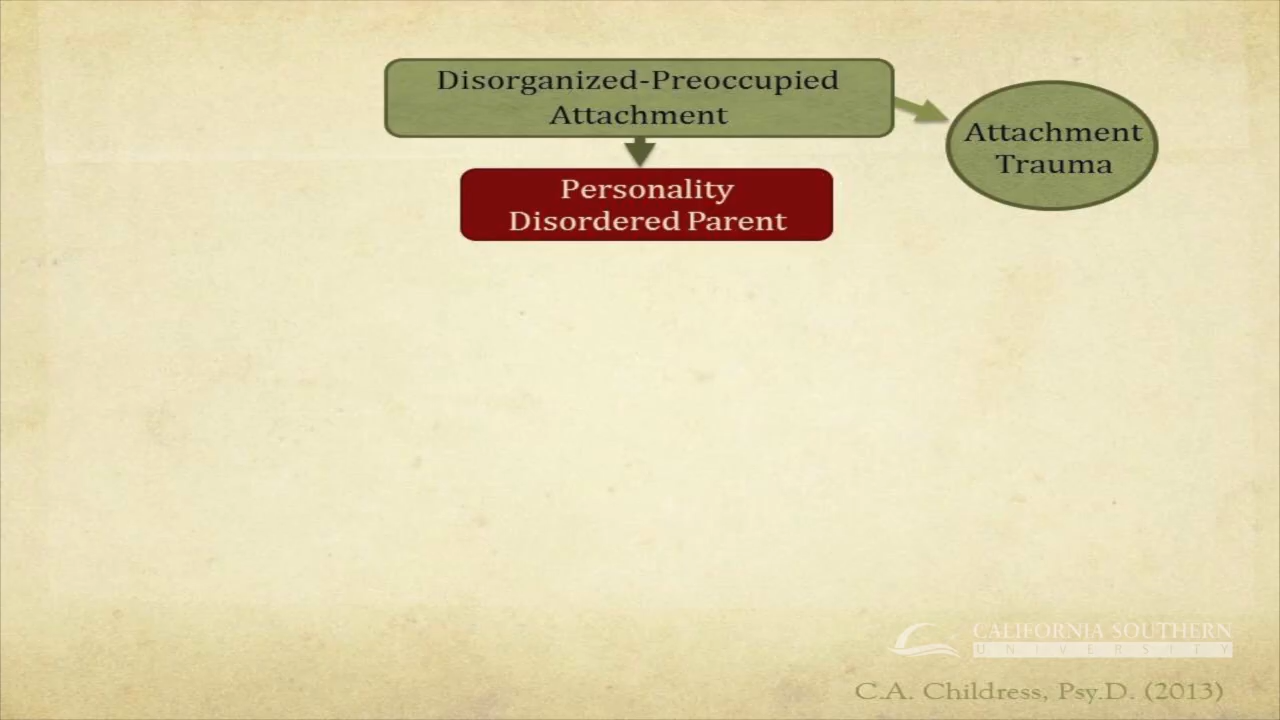 Disorganized-Preoccupied
Attachment
Attachment
Trauma
Personality
Disordered Parent
CALIFORNIA SOUTHERN
UNIVERSITY
C.A. Childress, Psy.D. (2013)